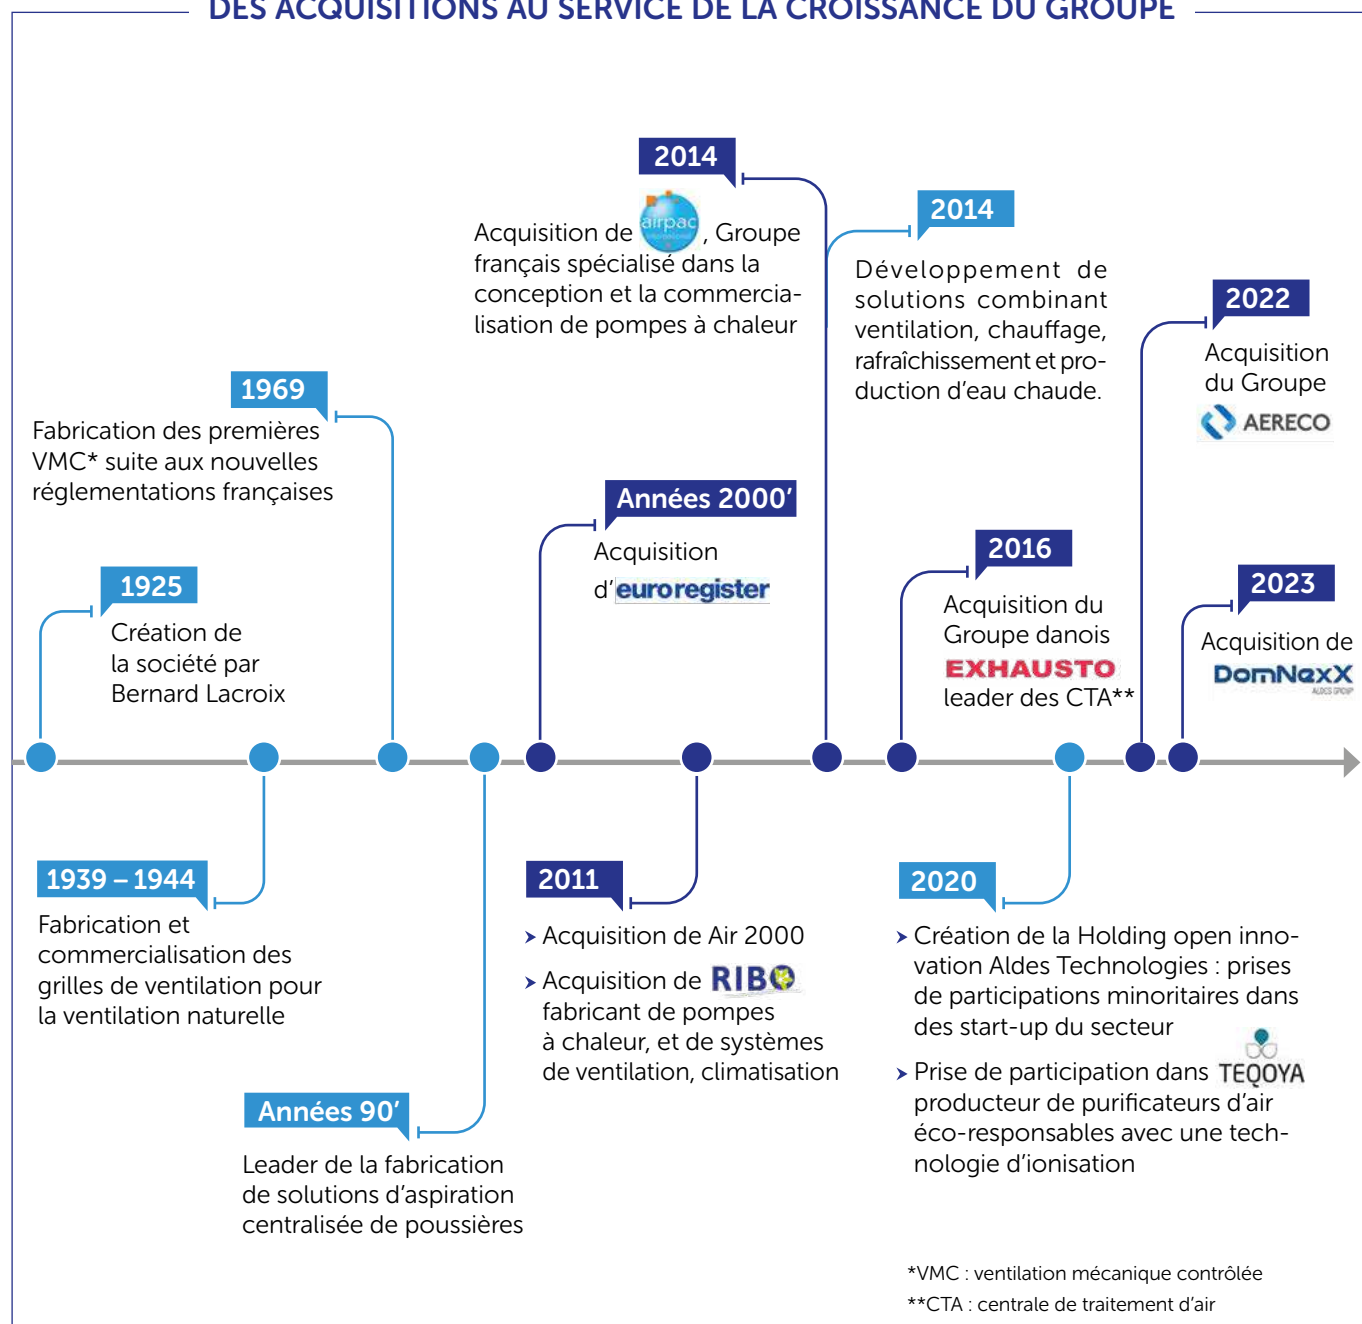 DES ACQUISITIONS AU SERVICE DE LA CROISSANCE DU GROUPE
2014
Acquisition de airpac international, Groupe
français spécialisé dans la
conception et la commercia-
lisation de pompes à chaleur
2014
Développement de
solutions combinant
ventilation, chauffage,
rafraîchissement et pro-
duction d’eau chaude.
2022
Acquisition
du Groupe
AERECO
1969
Fabrication des premières
VMC* suite aux nouvelles
réglementations françaises
Années 2000’
Acquisition
d’euroregister
2016
Acquisition du
Groupe danois
EXHAUSTO
leader des CTA**
2023
Acquisition de
DomNexX
ALDES GROUP
1925
Création de
la société par
Bernard Lacroix
1939 – 1944
Fabrication et
commercialisation des
grilles de ventilation pour
la ventilation naturelle
Années 90’
Leader de la fabrication
de solutions d’aspiration
centralisée de poussières
2011
Acquisition de Air 2000
Acquisition de RIBO
fabricant de pompes
à chaleur, et de systèmes
de ventilation, climatisation
2020
Création de la Holding open inno-
vation Aldes Technologies : prises
de participations minoritaires dans
des start-up du secteur
Prise de participation dans TEQOYA
producteur de purificateurs d’air
éco-responsables avec une tech-
nologie d’ionisation
*VMC : ventilation mécanique contrôlée
**CTA : centrale de traitement d’air